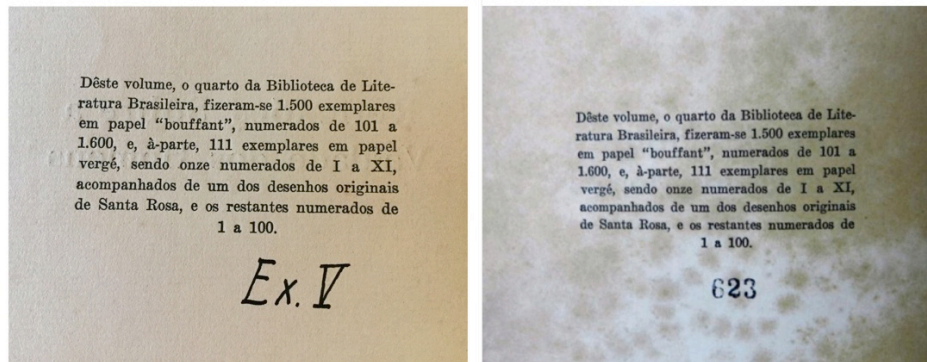 Dêste volume, o quarto da Biblioteca de Lite-
ratura Brasileira, fizeram-se 1.500 exemplares
em papel “bouffant”, numerados de 101 a
1.600, e, à-parte, 111 exemplares em papel
vergé, sendo onze numerados de I a XI,
acompanhados de um dos desenhos originais
de Santa Rosa, e os restantes numerados de
1 a 100.
Ex. V
Dêste volume, o quarto da Biblioteca de Lite-
ratura Brasileira, fizeram-se 1.500 exemplares
em papel “bouffant”, numerados de 101 a
1.600, e, à-parte, 111 exemplares em papel
vergé, sendo onze numerados de I a XI,
acompanhados de um dos desenhos originais
de Santa Rosa, e os restantes numerados de
1 a 100.
623